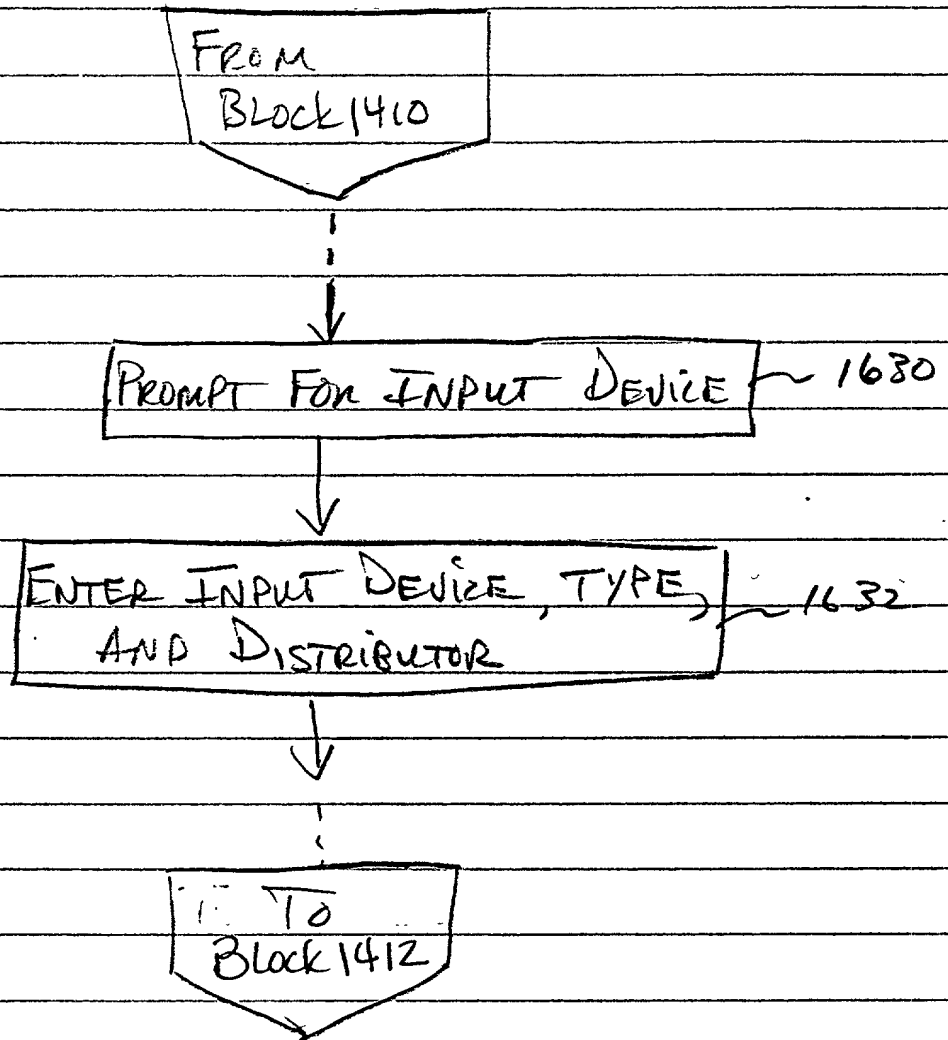 From
Block 1410
Prompt For Input Device
1630
Enter Input Device, Type,
1632
And Distributor
To
Block 1412